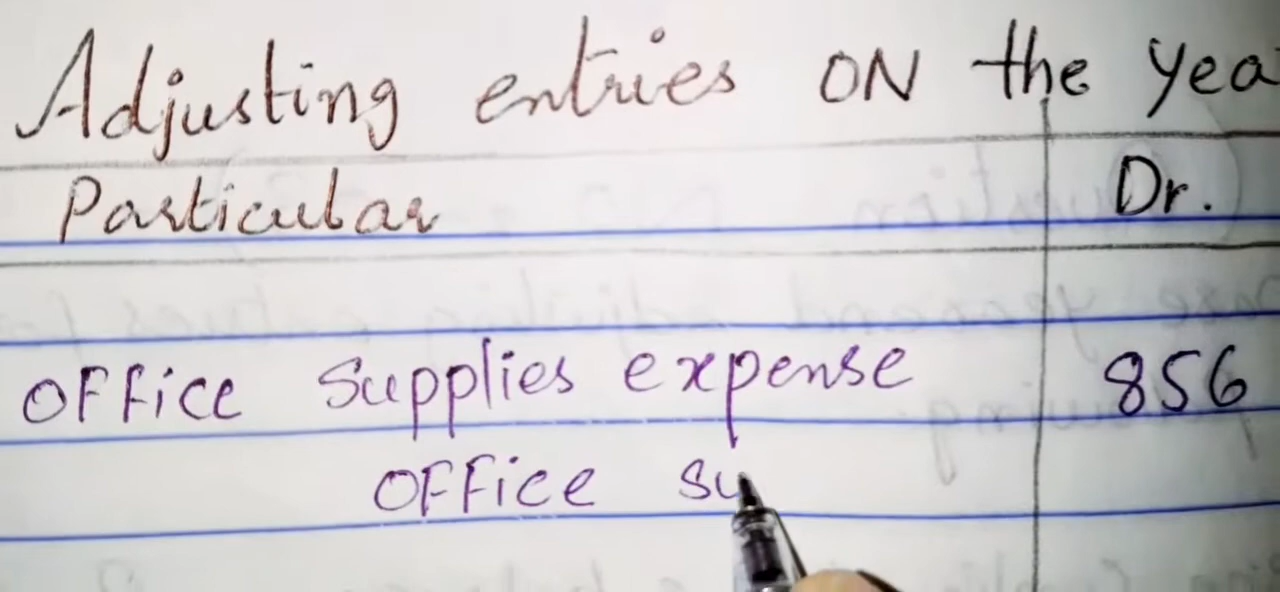 Adjusting entries ON the Yea
Particular Dr.
OFFice Supplies expense 856
OFFice Su